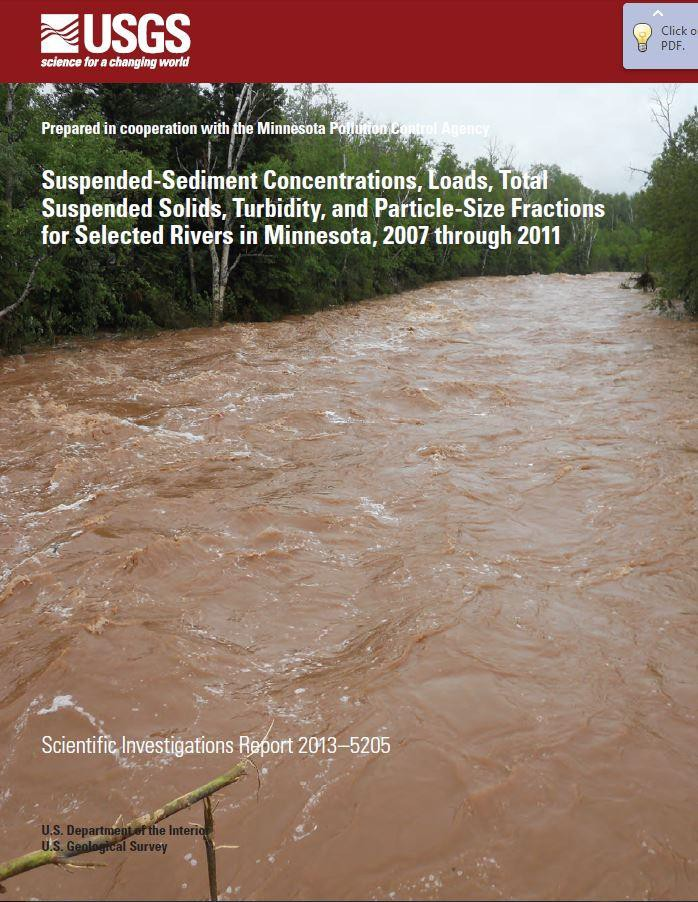 USGS
science for a changing world
Click o
PDF.
Prepared in cooperation with the Minnesota Pollution Control Agency
Suspended-Sediment Concentrations, Loads, Total
Suspended Solids, Turbidity, and Particle-Size Fractions
for Selected Rivers in Minnesota, 2007 through 2011
Scientific Investigations Report 2013–5205
U.S. Department of the Interior
U.S. Geological Survey